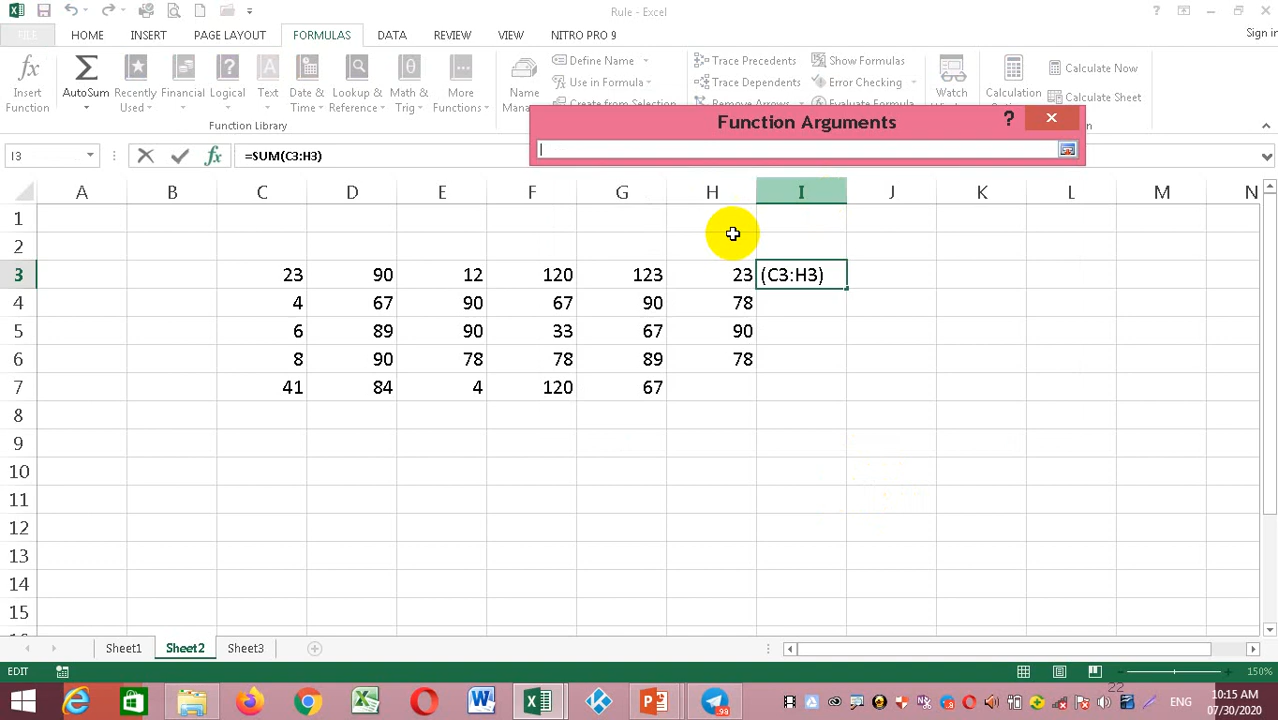 Rule - Excel
Sign in
FILE HOME INSERT PAGE LAYOUT FORMULAS DATA REVIEW VIEW NITRO PRO 9
Insert Function
AutoSum
Recently Used
Financial
Logical
Text
Date & Time
Lookup & Reference
Math & Trig
More Functions
Function Library
Name
Define Name
Use in Formula
Create from Selection
Trace Precedents
Trace Dependents
Remove Arrows
Show Formulas
Error Checking
Evaluate Formula
Watch
Calculation
Calculate Now
Calculate Sheet
Function Arguments
I3 =SUM(C3:H3)
A B C D E F G H I J K L M N
1
2
3 23 90 12 120 123 23 (C3:H3)
4 4 67 90 67 90 78
5 6 89 90 33 67 90
6 8 90 78 78 89 78
7 41 84 4 120 67
8
9
10
11
12
13
14
15
Sheet1 Sheet2 Sheet3
EDIT 150%
22
98
ENG
10:15 AM
07/30/2020